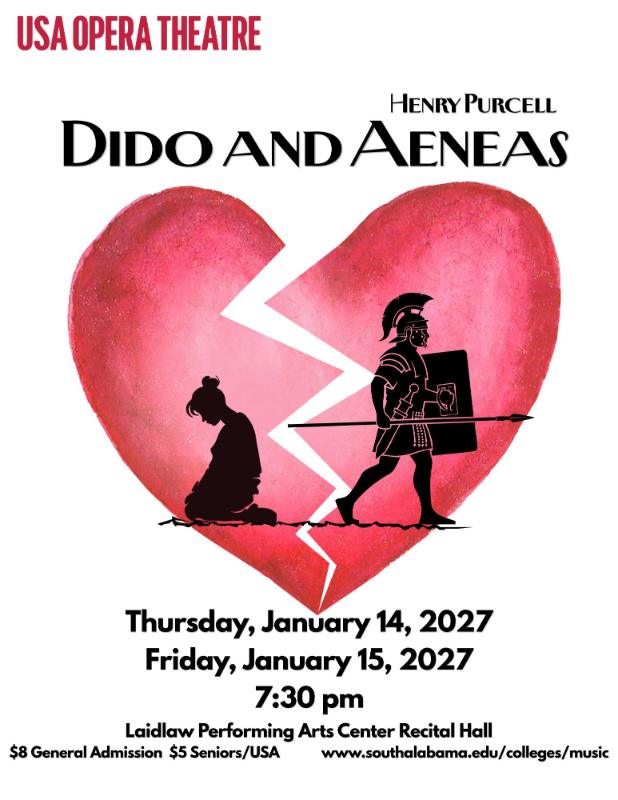 USA OPERA THEATRE
HENRY PURCELL
DIDO AND AENEAS
Thursday, January 14, 2027
Friday, January 15, 2027
7:30 pm
Laidlaw Performing Arts Center Recital Hall
$8 General Admission $5 Seniors/USA www.southalabama.edu/colleges/music